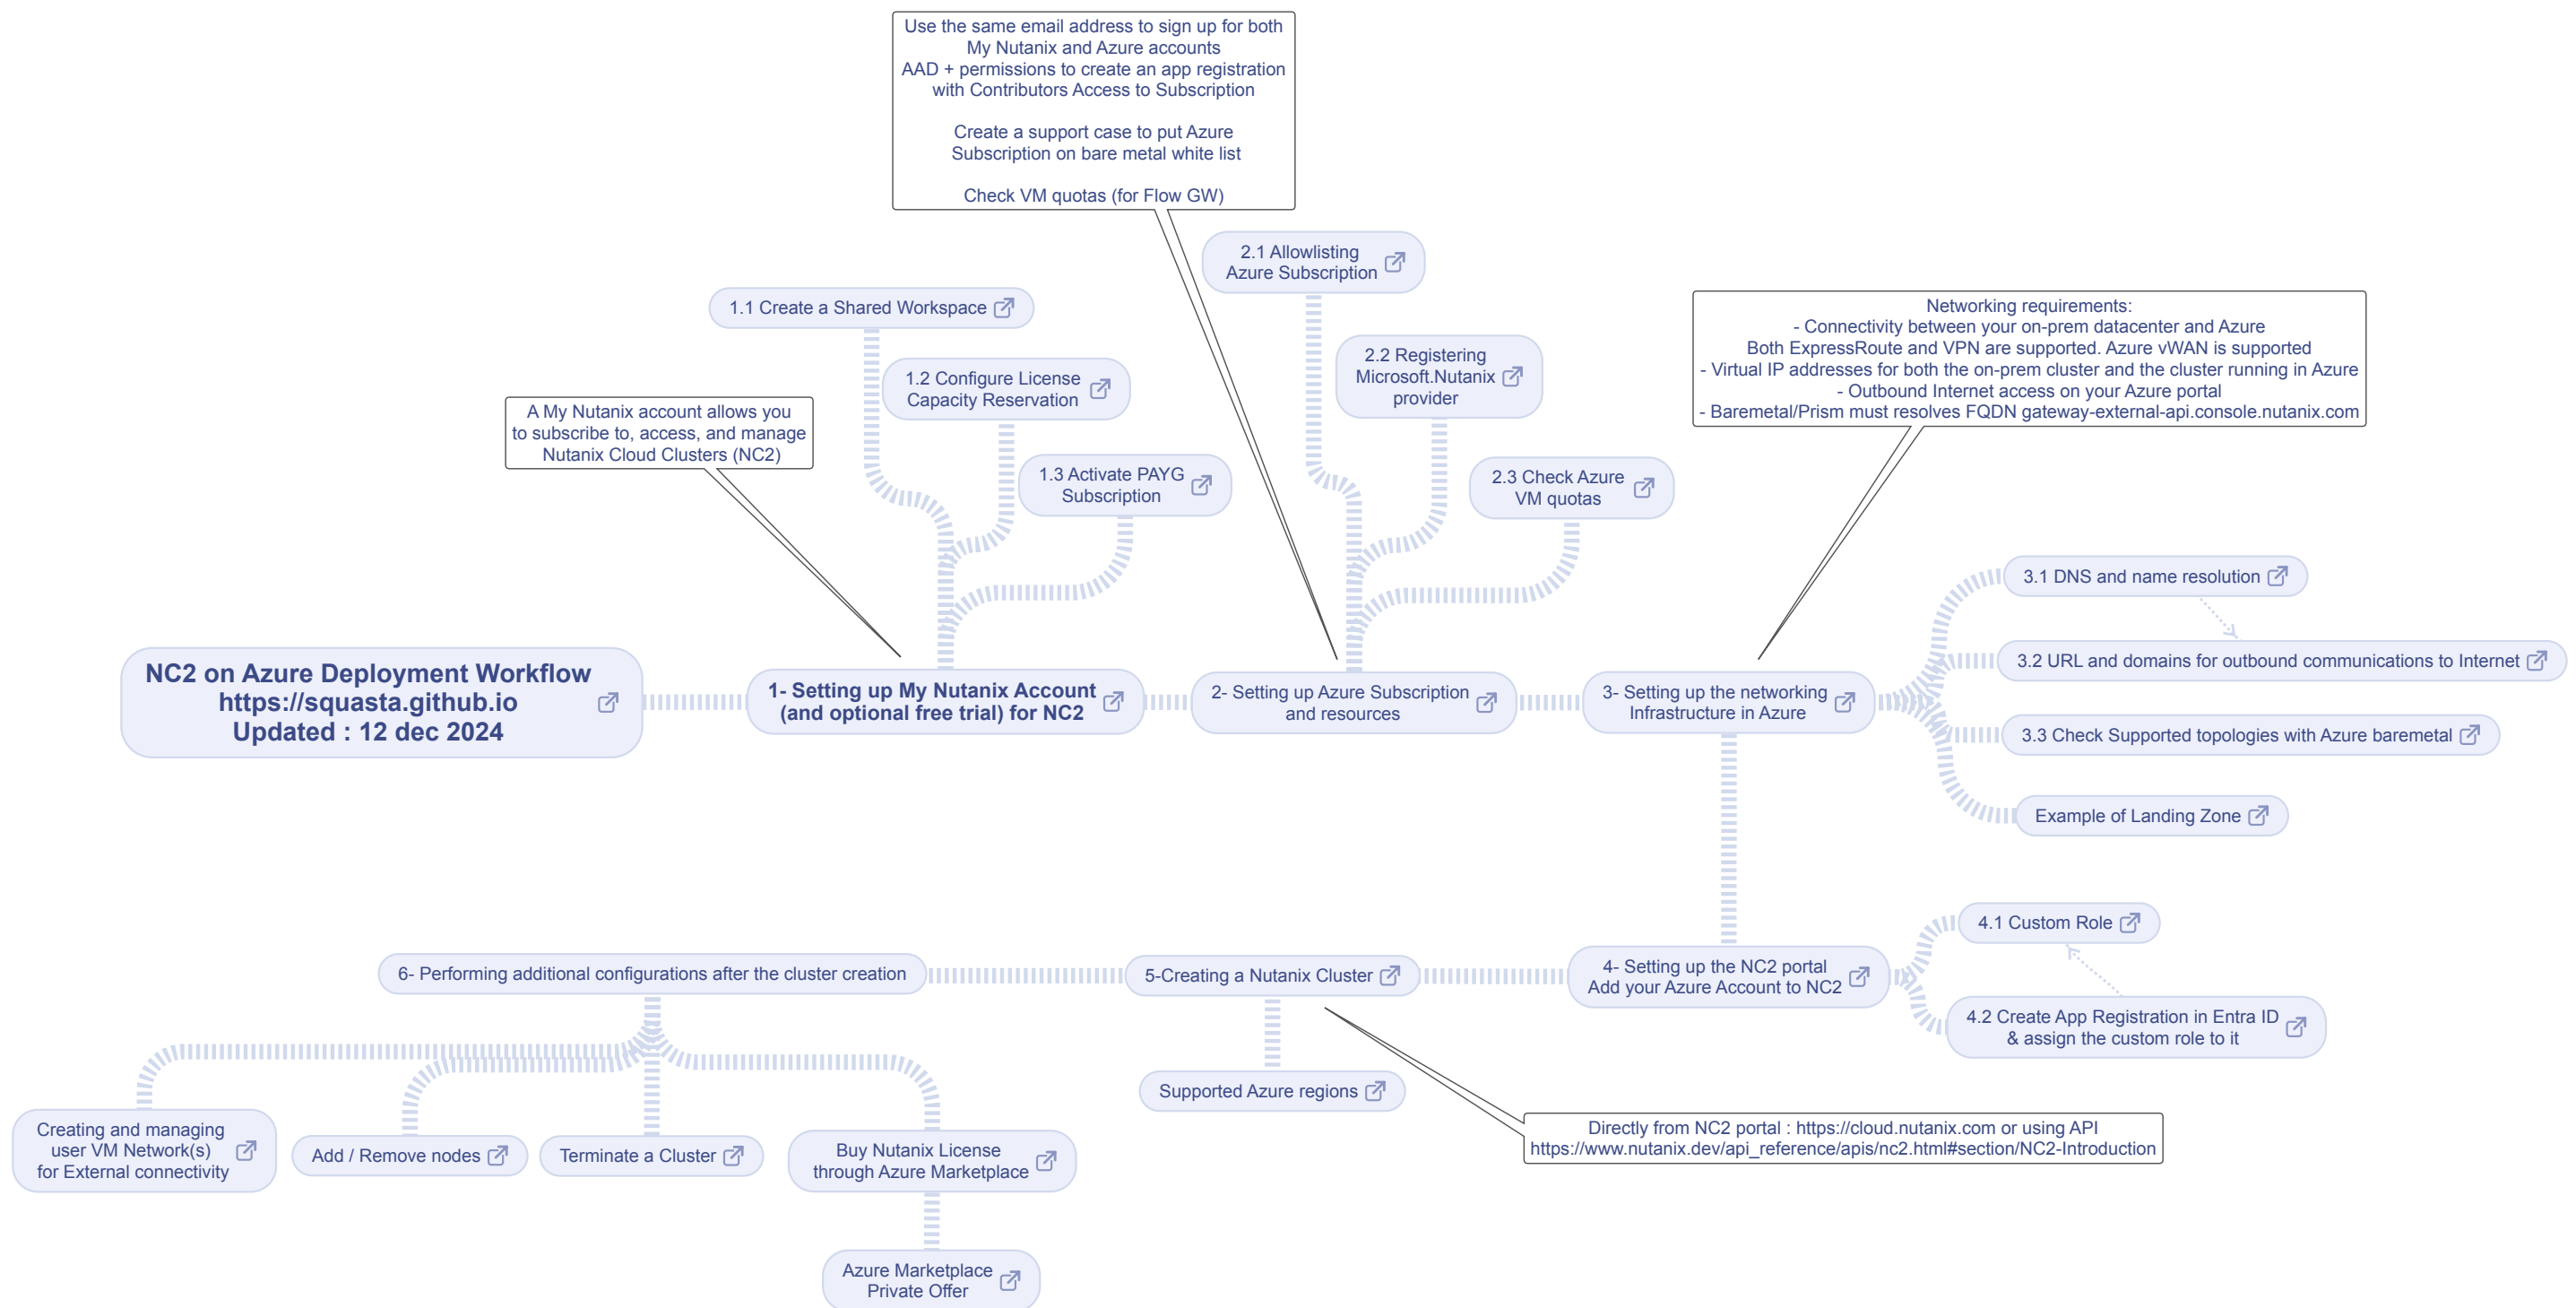 Use the same email address to sign up for both
My Nutanix and Azure accounts
AAD + permissions to create an app registration
with Contributors Access to Subscription
Create a support case to put Azure
Subscription on bare metal white list
Check VM quotas (for Flow GW)
2.1 Allowlisting
Azure Subscription
1.1 Create a Shared Workspace
Networking requirements:
- Connectivity between your on-prem datacenter and Azure
Both ExpressRoute and VPN are supported. Azure vWAN is supported
- Virtual IP addresses for both the on-prem cluster and the cluster running in Azure
- Outbound Internet access on your Azure portal
- Baremetal/Prism must resolves FQDN gateway-external-api.console.nutanix.com
2.2 Registering
Microsoft.Nutanix
provider
1.2 Configure License
Capacity Reservation
A My Nutanix account allows you
to subscribe to, access, and manage
Nutanix Cloud Clusters (NC2)
1.3 Activate PAYG
Subscription
2.3 Check Azure
VM quotas
3.1 DNS and name resolution
NC2 on Azure Deployment Workflow
https://squasta.github.io
Updated : 12 dec 2024
1- Setting up My Nutanix Account
(and optional free trial) for NC2
2- Setting up Azure Subscription
and resources
3- Setting up the networking
Infrastructure in Azure
3.2 URL and domains for outbound communications to Internet
3.3 Check Supported topologies with Azure baremetal
Example of Landing Zone
4.1 Custom Role
6- Performing additional configurations after the cluster creation
5-Creating a Nutanix Cluster
4- Setting up the NC2 portal
Add your Azure Account to NC2
4.2 Create App Registration in Entra ID
& assign the custom role to it
Supported Azure regions
Directly from NC2 portal : https://cloud.nutanix.com or using API
https://www.nutanix.dev/api_reference/apis/nc2.html#section/NC2-Introduction
Creating and managing
user VM Network(s)
for External connectivity
Add / Remove nodes
Terminate a Cluster
Buy Nutanix License
through Azure Marketplace
Azure Marketplace
Private Offer